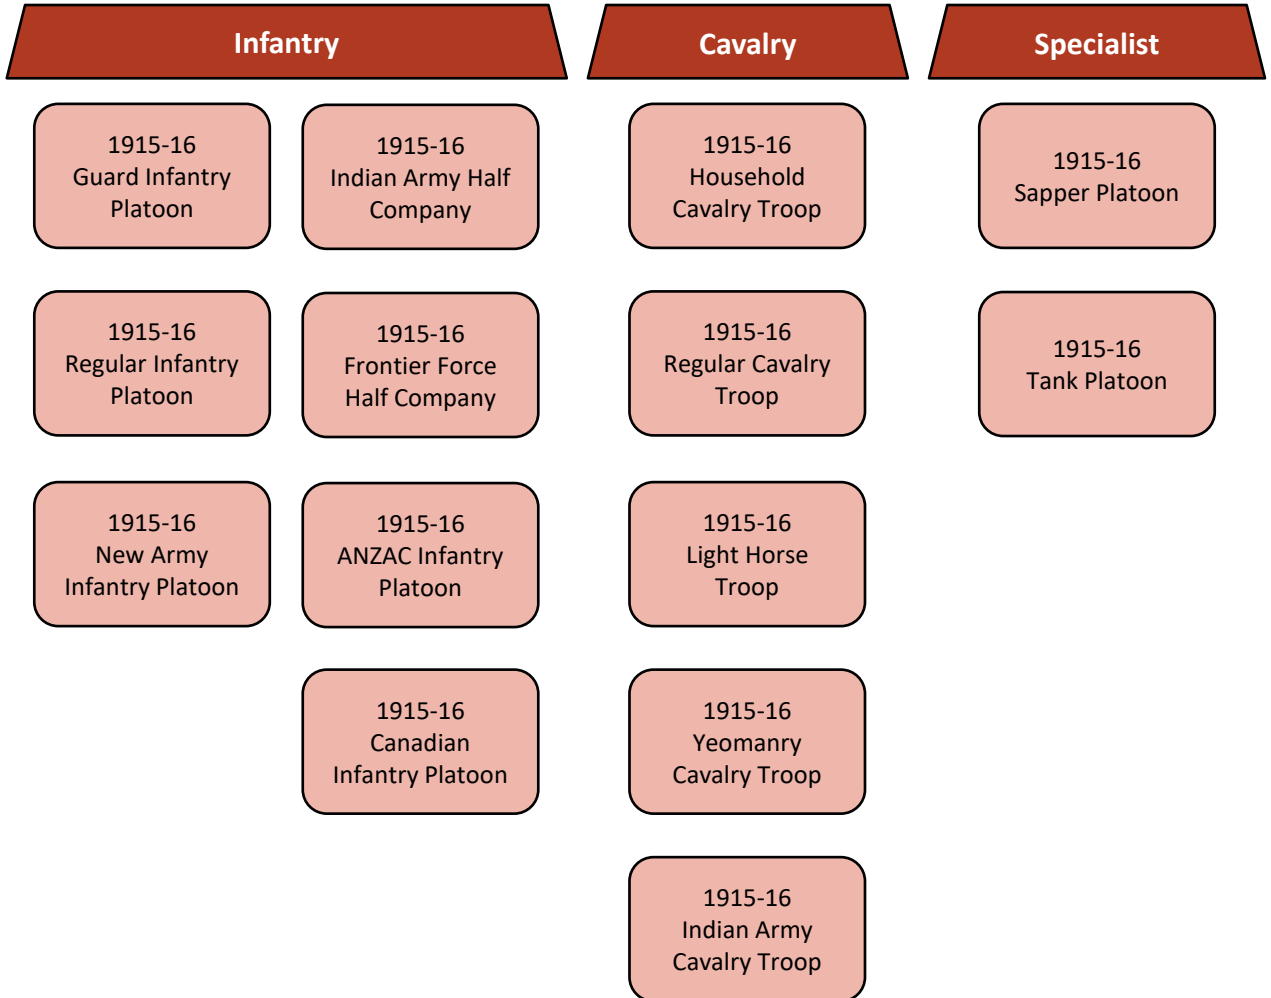 Infantry
Cavalry
Specialist
1915-16
Guard Infantry
Platoon
1915-16
Indian Army Half
Company
1915-16
Household
Cavalry Troop
1915-16
Sapper Platoon
1915-16
Regular Infantry
Platoon
1915-16
Frontier Force
Half Company
1915-16
Regular Cavalry
Troop
1915-16
Tank Platoon
1915-16
New Army
Infantry Platoon
1915-16
ANZAC Infantry
Platoon
1915-16
Light Horse
Troop
1915-16
Canadian
Infantry Platoon
1915-16
Yeomanry
Cavalry Troop
1915-16
Indian Army
Cavalry Troop